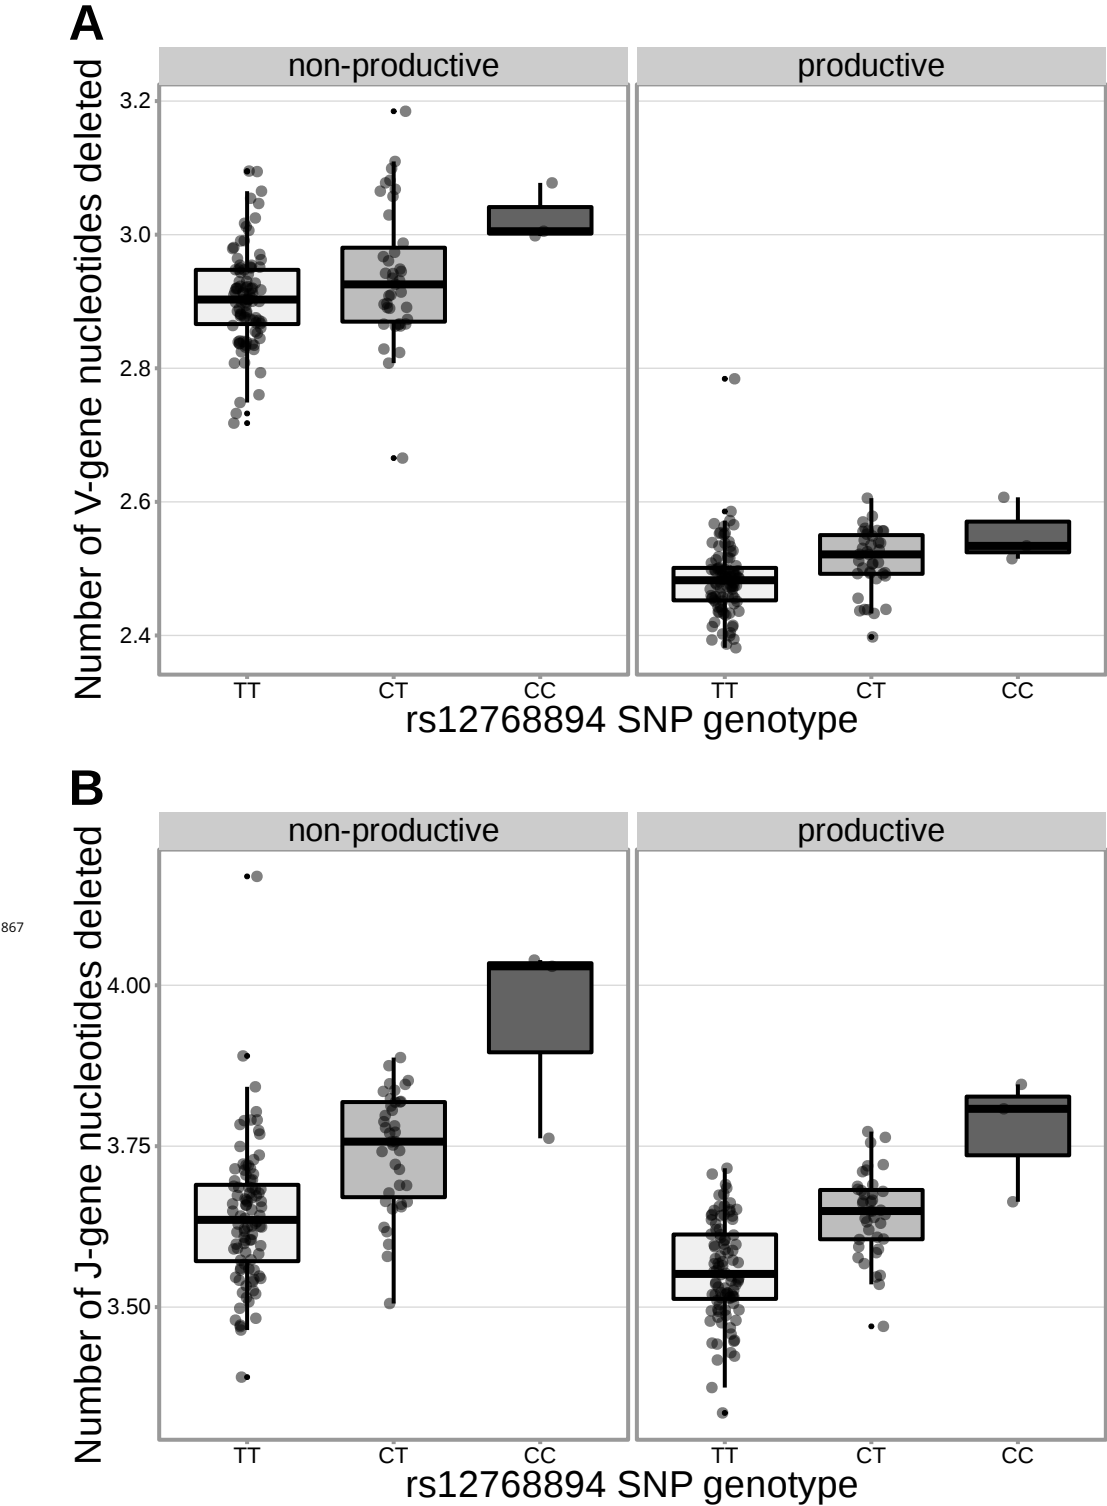 A
non-productive
productive
Number of V-gene nucleotides deleted
3.2
3.0
2.8
2.6
2.4
TT
CT
CC
TT
CT
CC
rs12768894 SNP genotype
B
non-productive
productive
Number of J-gene nucleotides deleted
867
4.00
3.75
3.50
TT
CT
CC
TT
CT
CC
rs12768894 SNP genotype